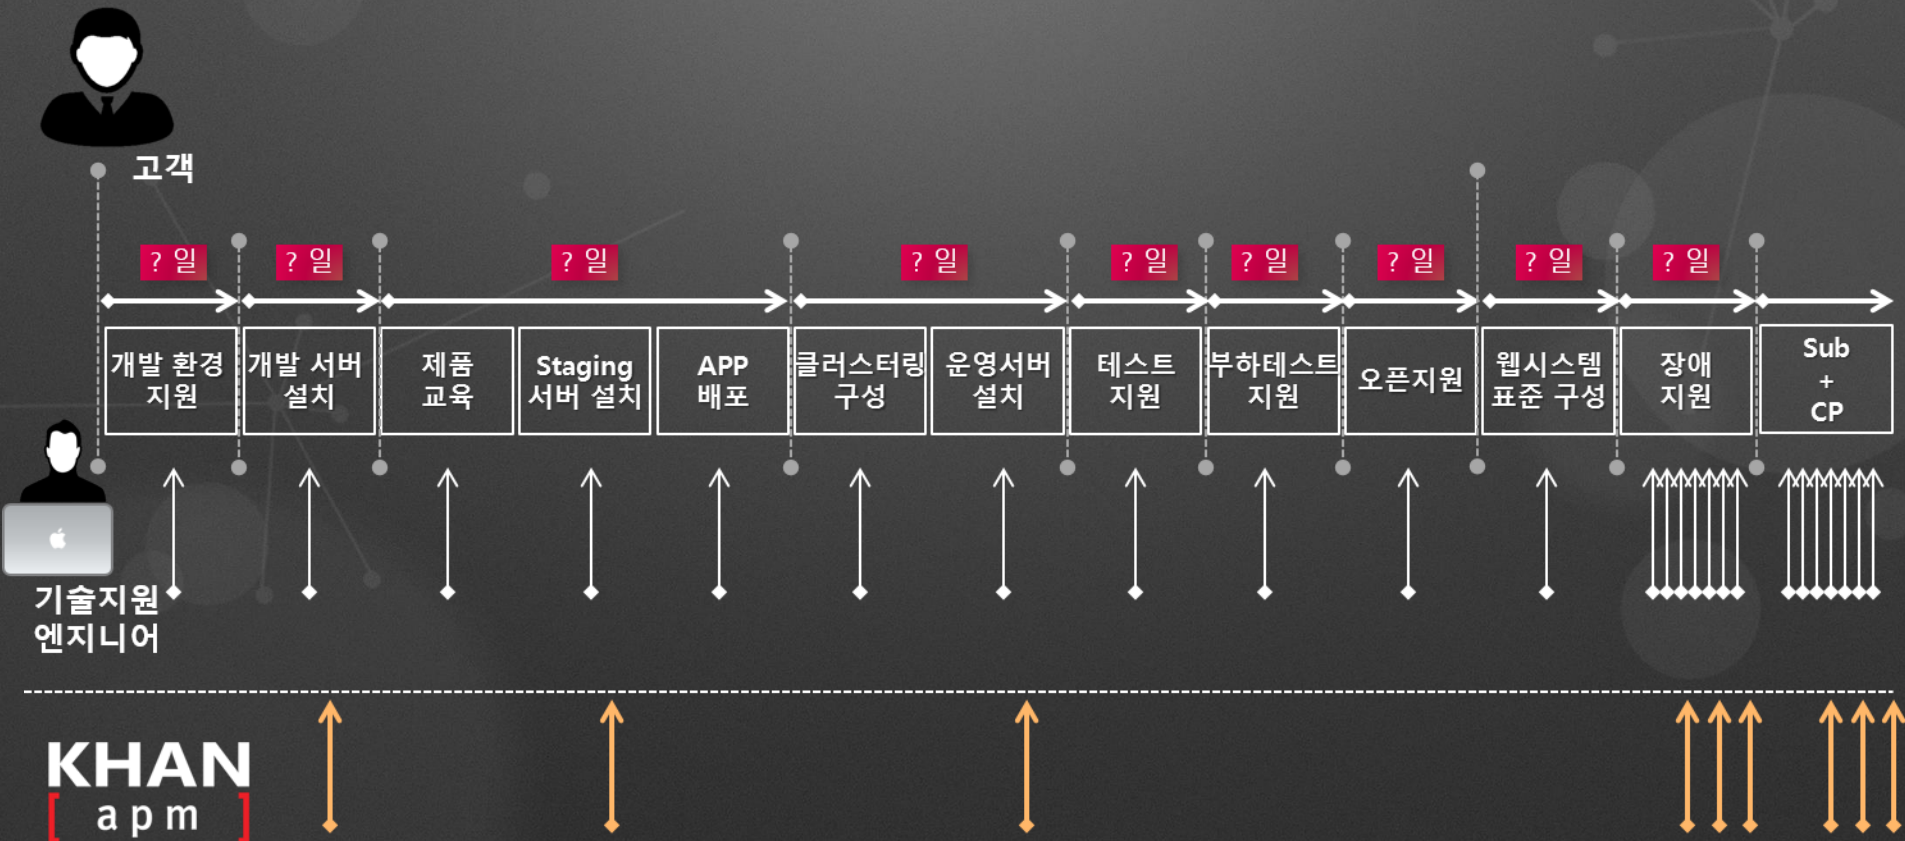 고객
? 일
? 일
? 일
? 일
? 일
? 일
? 일
? 일
? 일
개발 환경
지원
개발 서버
설치
제품
교육
Staging
서버 설치
APP
배포
클러스터링
구성
운영서버
설치
테스트
지원
부하테스트
지원
오픈지원
웹시스템
표준 구성
장애
지원
Sub
+
CP
기술지원
엔지니어
KHAN
[ apm ]